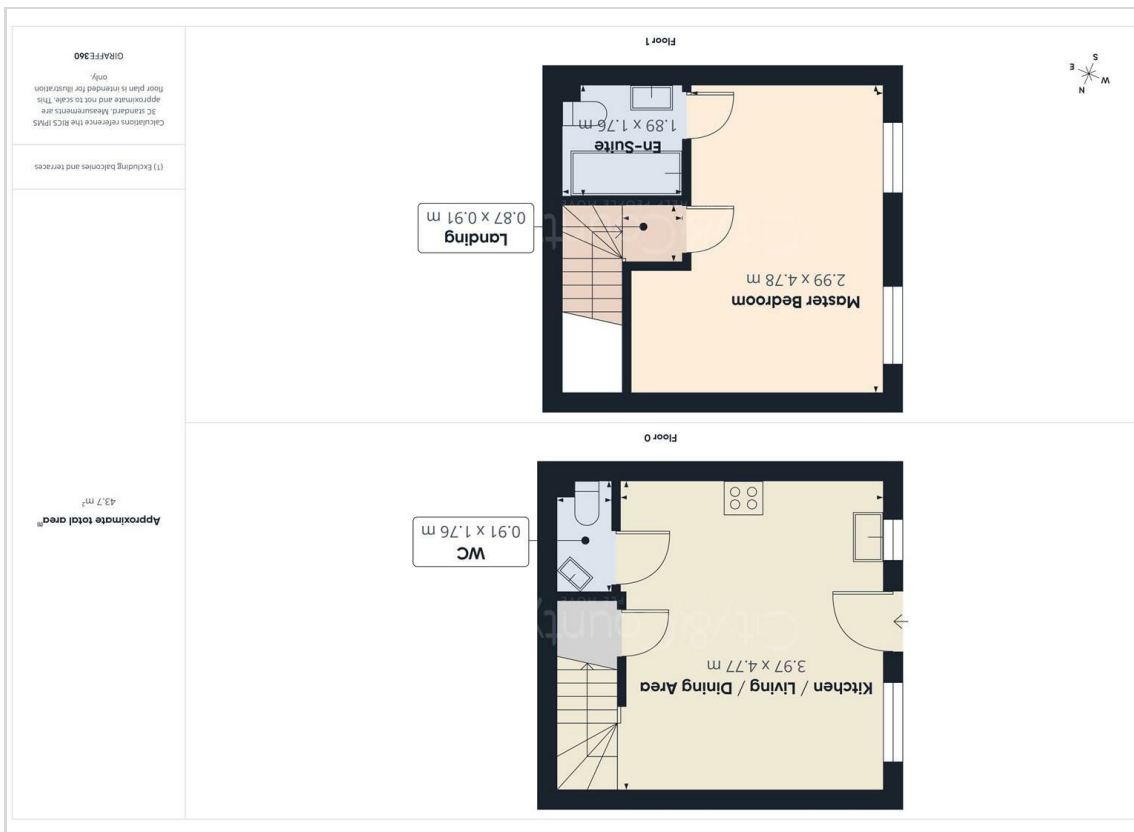 Kitchen / Living / Dining Area
3.97 x 4.77 m
City&County
WC
0.91 x 1.76 m
Floor 0
Master Bedroom
2.99 x 4.78 m
Landing
0.87 x 0.91 m
En-Suite
1.89 x 1.76 m
Floor 1
N
E
W
S
Approximate total area⁽¹⁾
43.7 m²
(1) Excluding balconies and terraces
Calculations reference the RICS IPMS
3C standard. Measurements are
approximate and not to scale. This
floor plan is intended for illustration
only.
GIRAFFE360